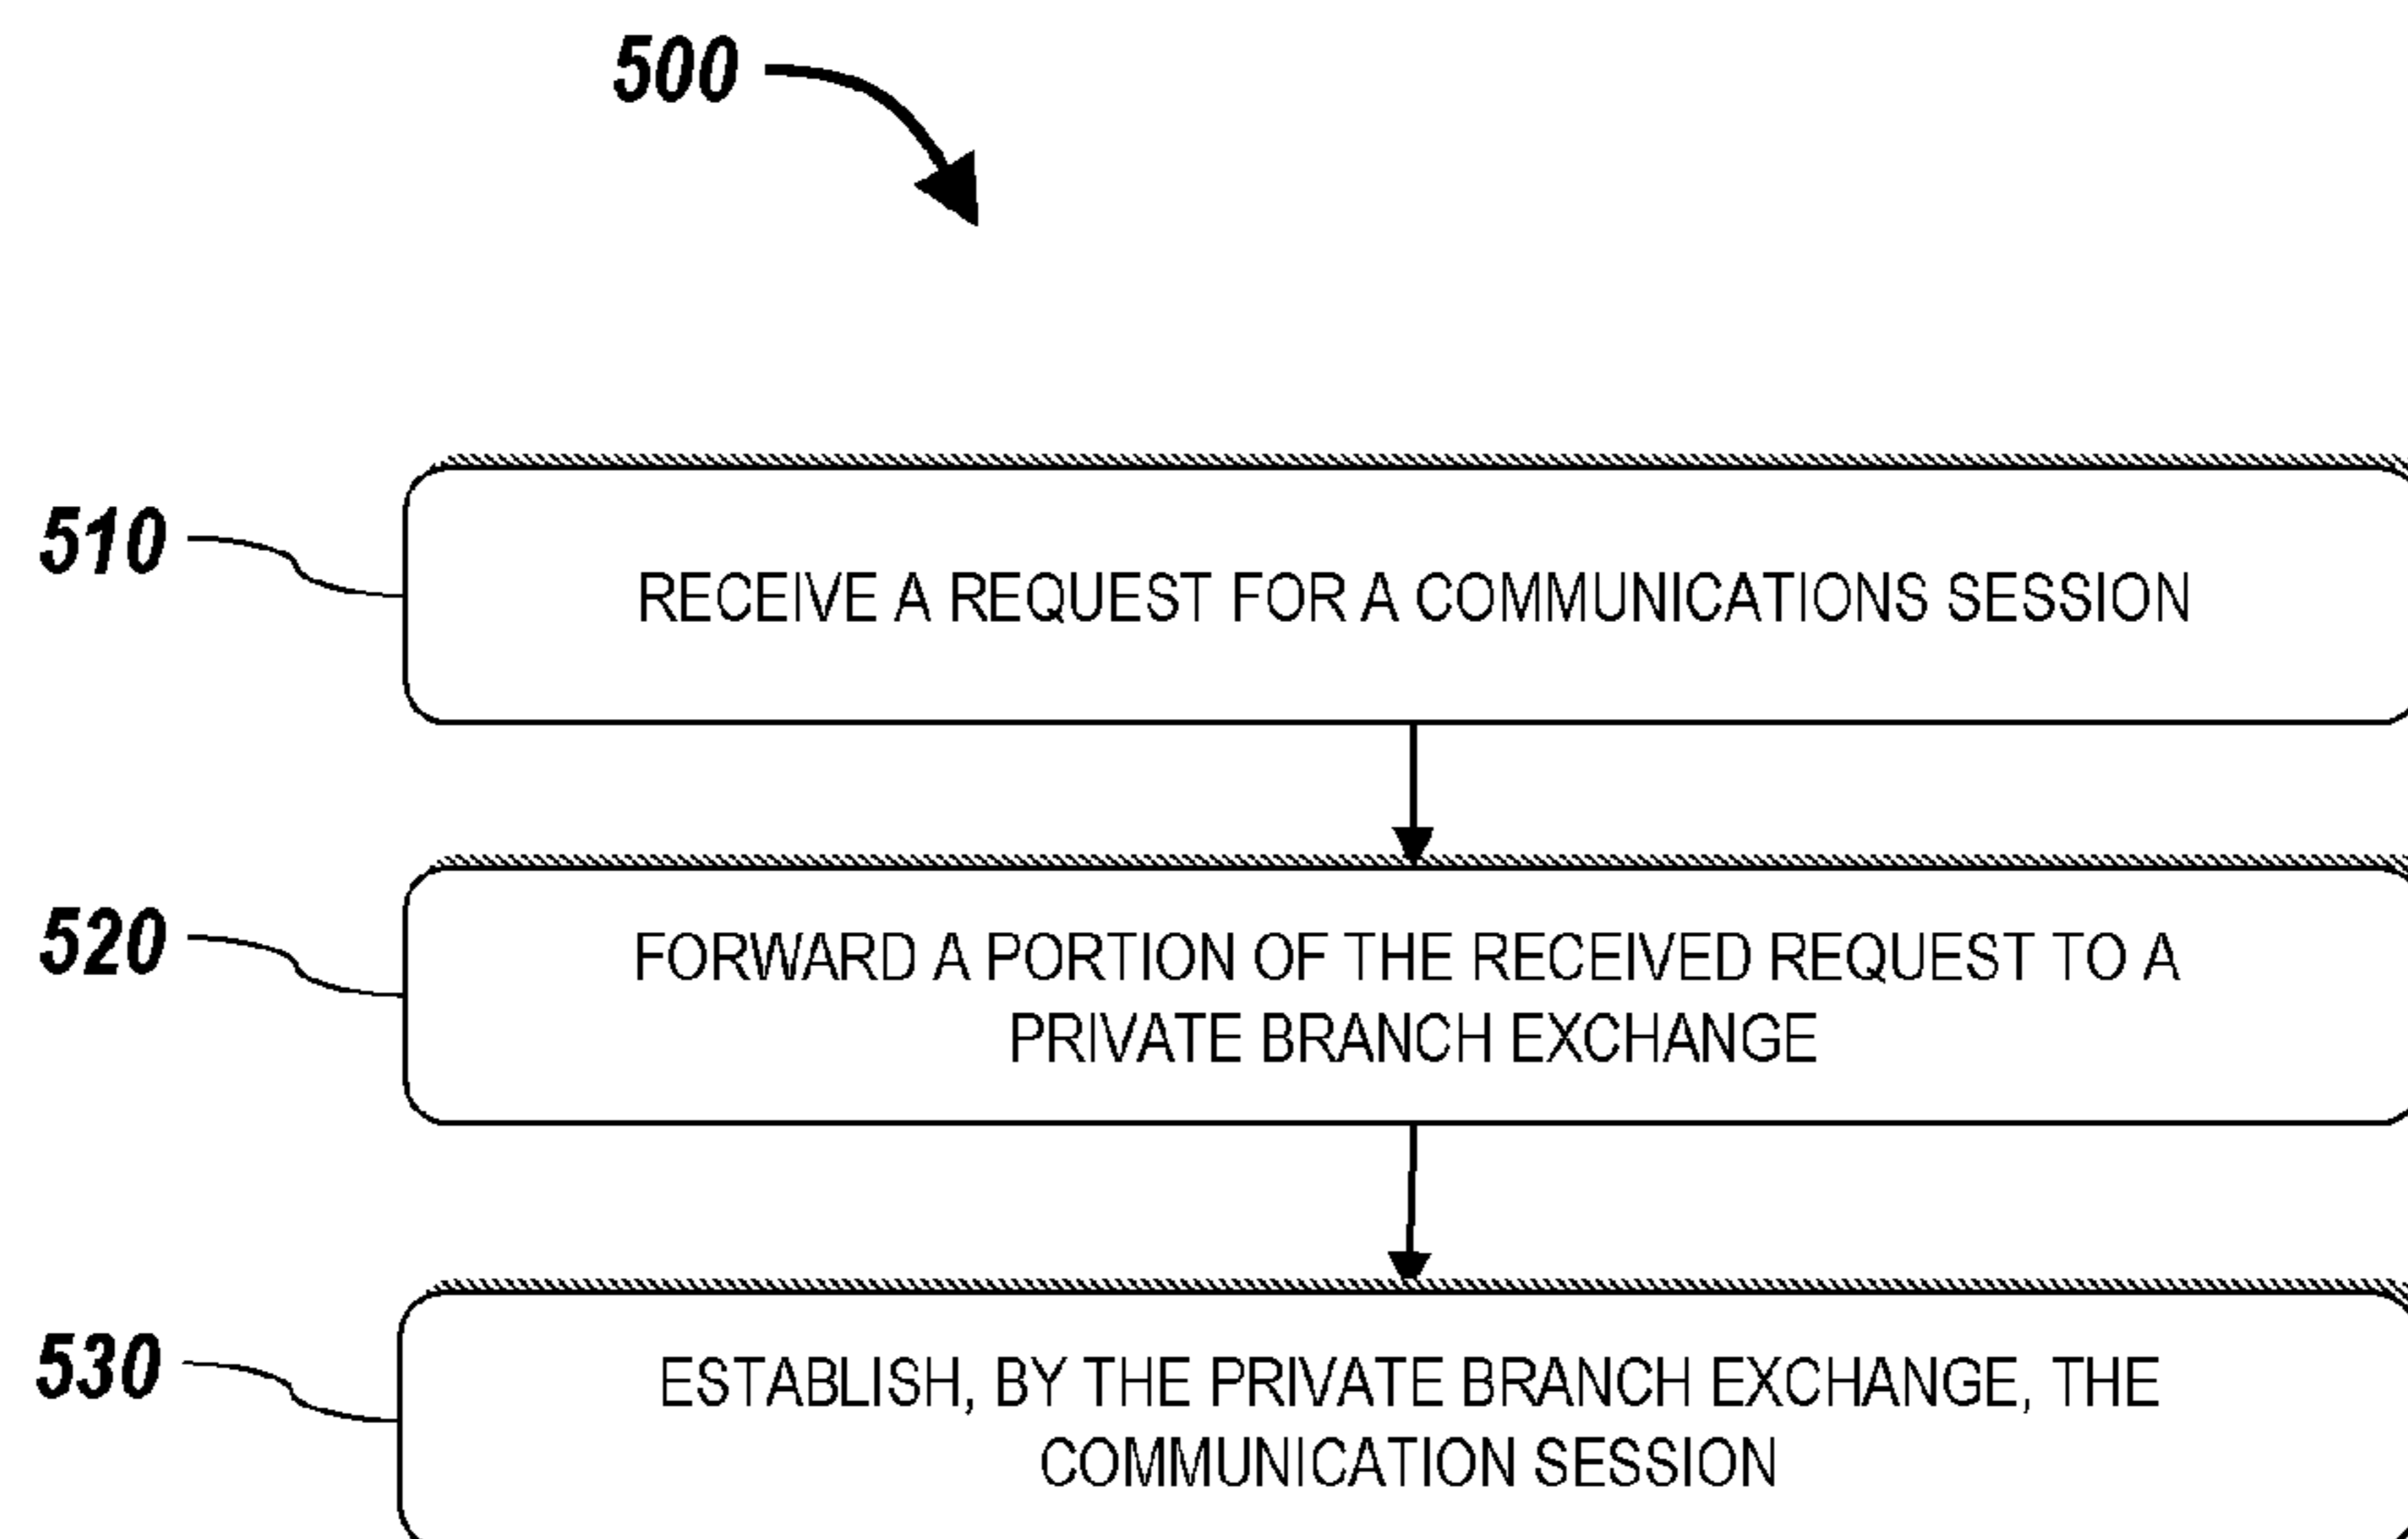 500
510
RECEIVE A REQUEST FOR A COMMUNICATIONS SESSION
520
FORWARD A PORTION OF THE RECEIVED REQUEST TO A
PRIVATE BRANCH EXCHANGE
530
ESTABLISH, BY THE PRIVATE BRANCH EXCHANGE, THE
COMMUNICATION SESSION